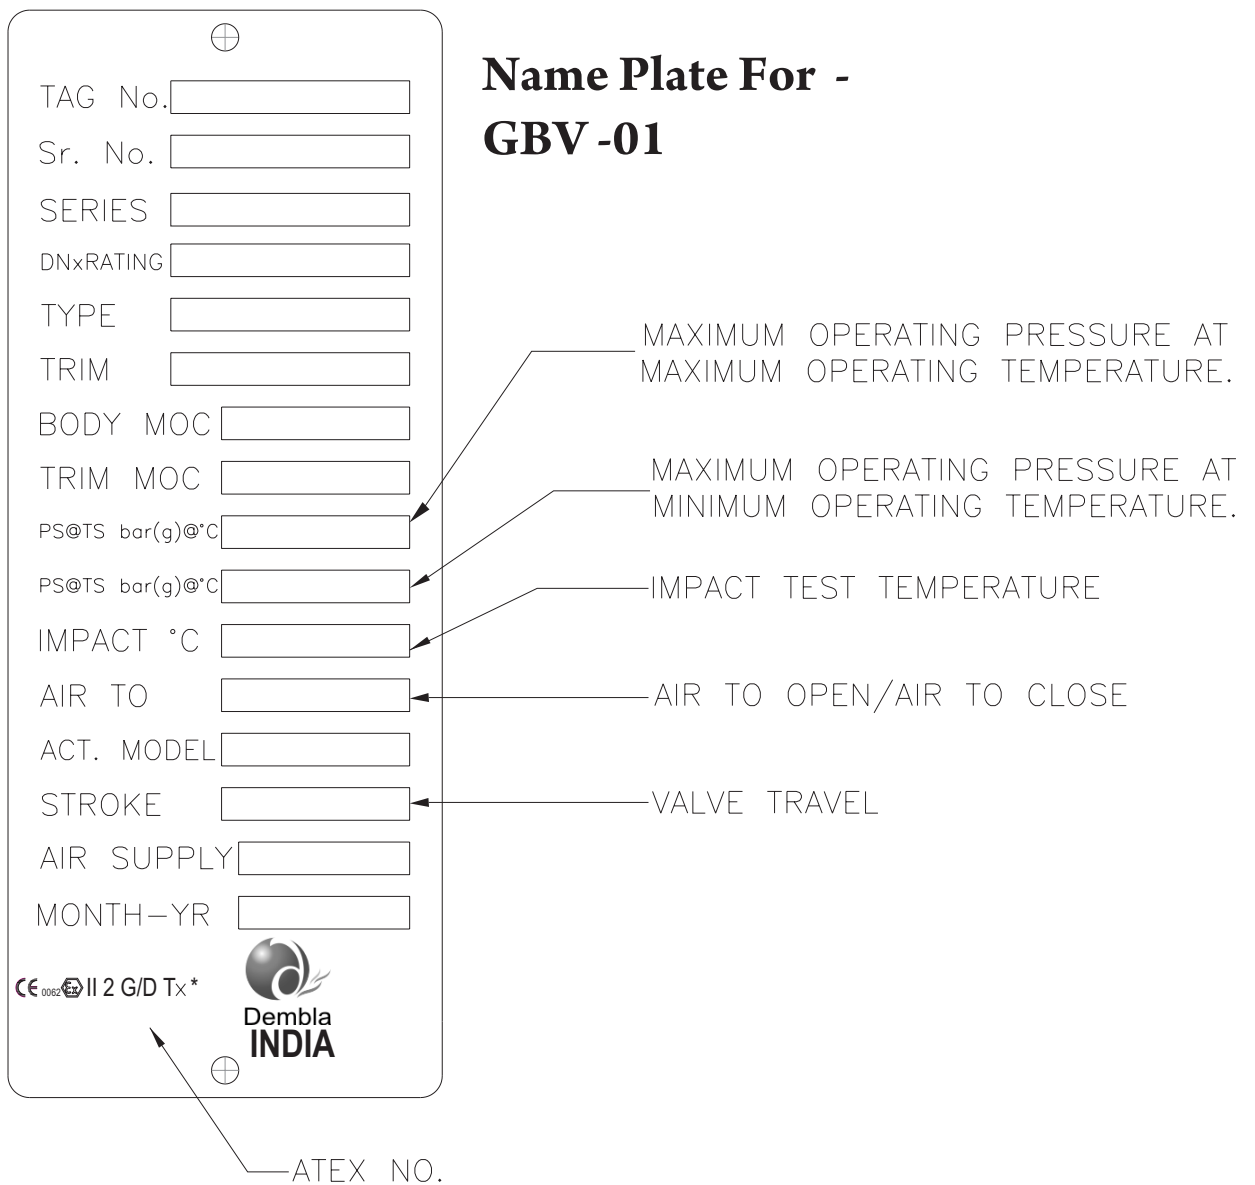 Name Plate For -
GBV -01
TAG No.
Sr. No.
SERIES
DNxRATING
TYPE
TRIM
BODY MOC
TRIM MOC
PS@TS bar(g)@°C
PS@TS bar(g)@°C
IMPACT °C
AIR TO
ACT. MODEL
STROKE
AIR SUPPLY
MONTH-YR
CE 0062 Ex II 2 G/D Tx *
Dembla
INDIA
MAXIMUM OPERATING PRESSURE AT
MAXIMUM OPERATING TEMPERATURE.
MAXIMUM OPERATING PRESSURE AT
MINIMUM OPERATING TEMPERATURE.
IMPACT TEST TEMPERATURE
AIR TO OPEN/AIR TO CLOSE
VALVE TRAVEL
ATEX NO.